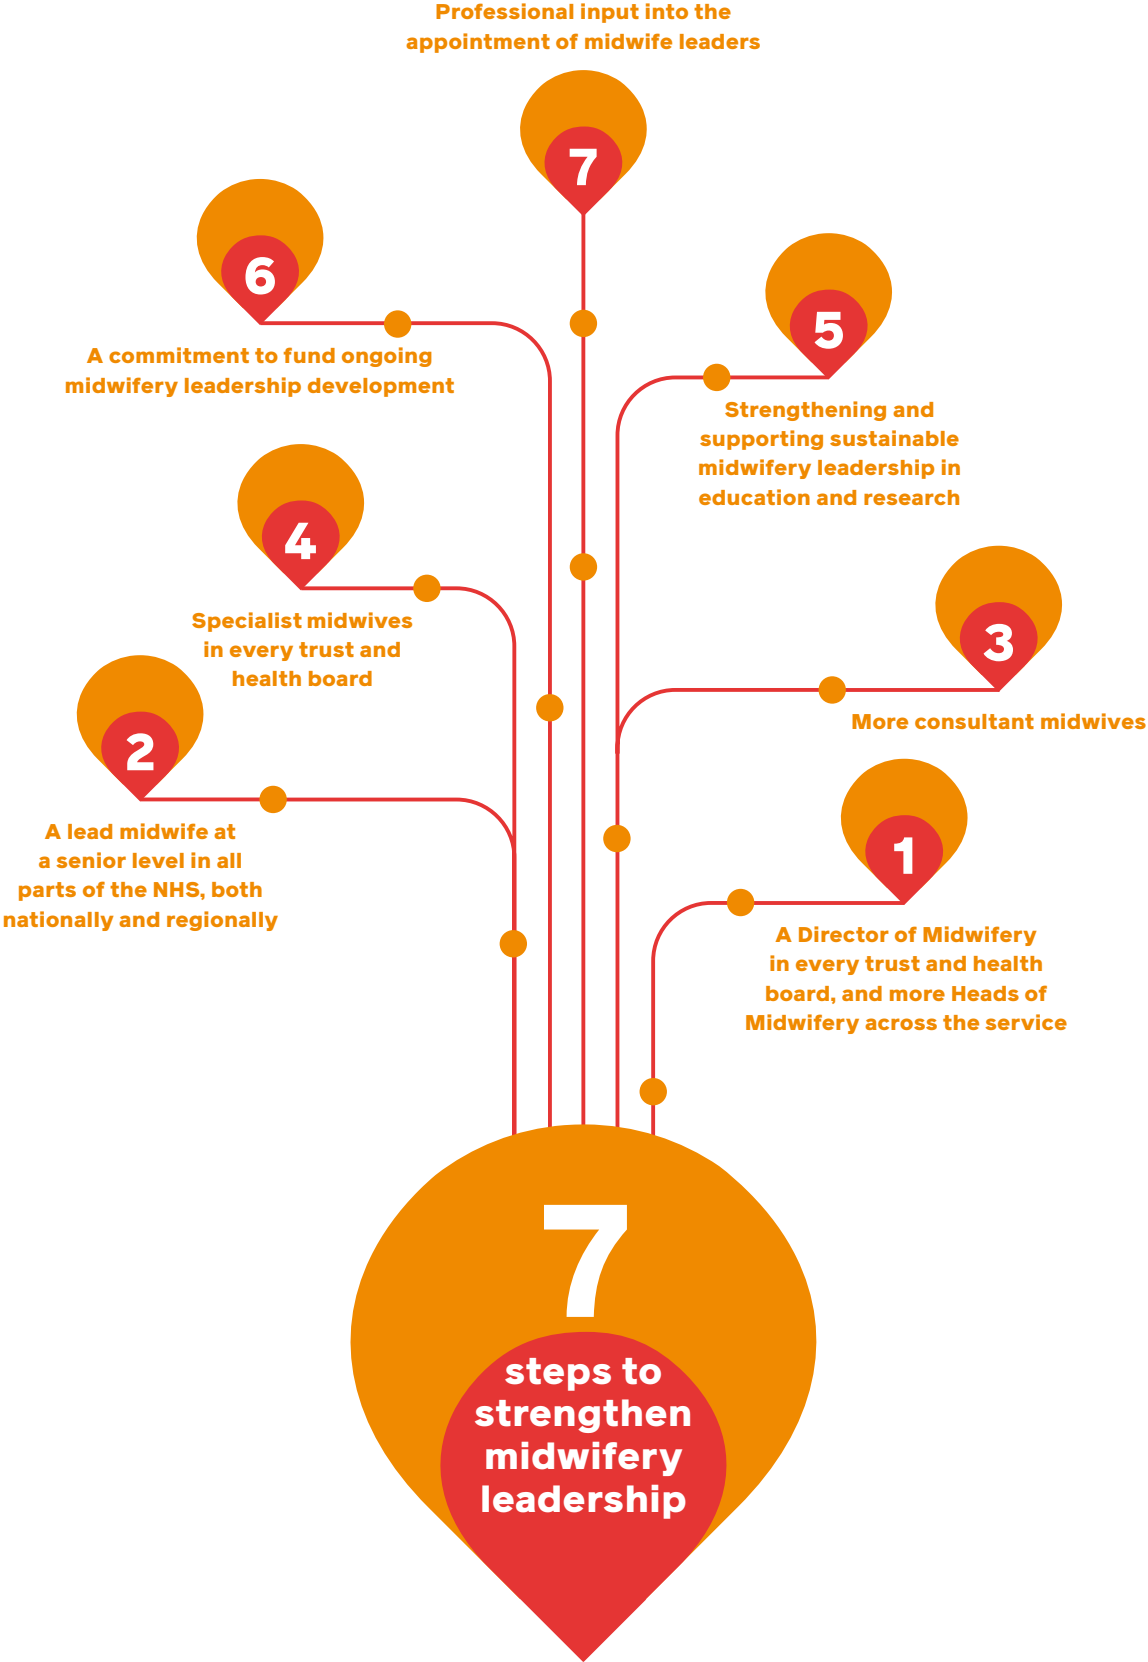 Professional input into the
appointment of midwife leaders
7
6
A commitment to fund ongoing
midwifery leadership development
5
Strengthening and
supporting sustainable
midwifery leadership in
education and research
4
Specialist midwives
in every trust and
health board
3
More consultant midwives
2
A lead midwife at
a senior level in all
parts of the NHS, both
nationally and regionally
1
A Director of Midwifery
in every trust and health
board, and more Heads of
Midwifery across the service
7
steps to
strengthen
midwifery
leadership